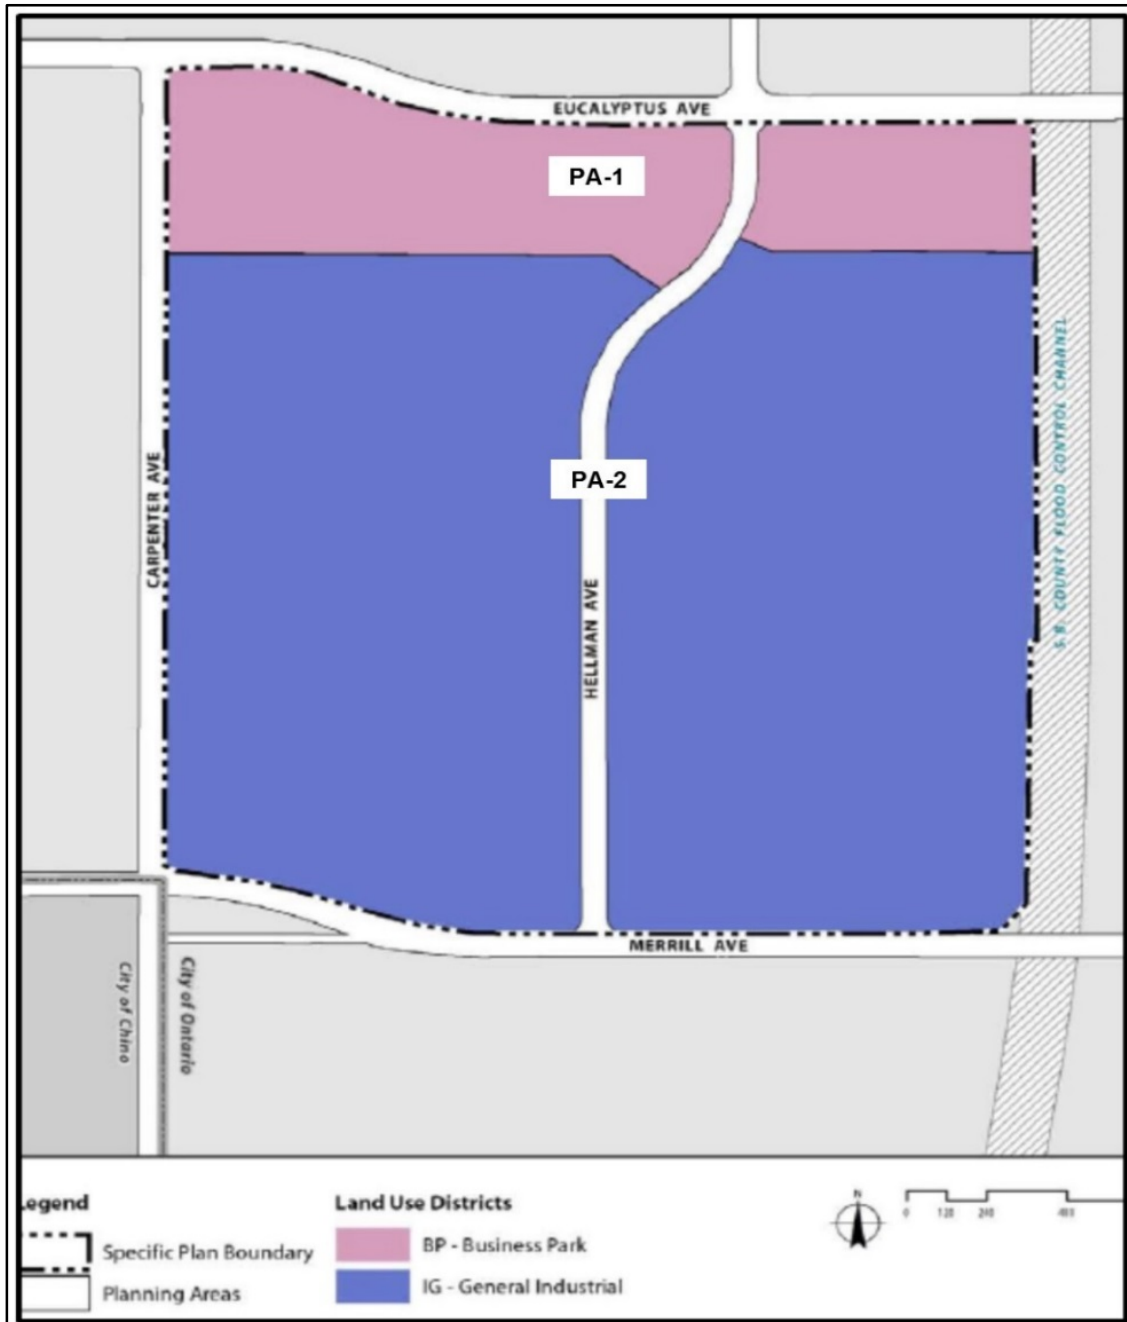 EUCALYPTUS AVE
PA-1
CARPENTER AVE
PA-2
HELLMAN AVE
S.B. COUNTY FLOOD CONTROL CHANNEL
MERRILL AVE
City of Chino
City of Ontario
Legend
Specific Plan Boundary
Planning Areas
Land Use Districts
BP - Business Park
IG - General Industrial
N
0 120 240 480